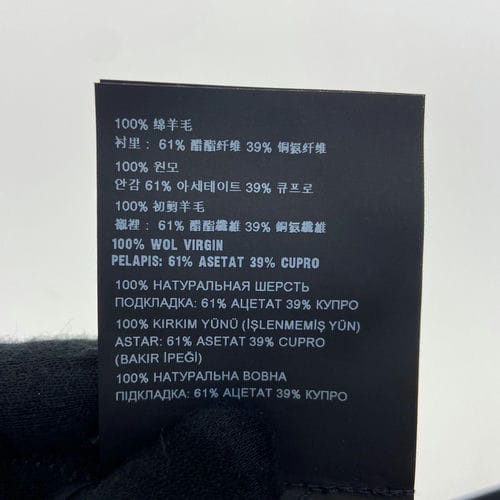 100% 绵羊毛
衬里： 61% 醋酯纤维 39% 铜氨纤维
100% 원모
안감 61% 아세테이트 39% 큐프로
100% 初剪羊毛
襯裡： 61% 醋酯纖維 39% 銅氨纖維
100% WOL VIRGIN
PELAPIS: 61% ASETAT 39% CUPRO
100% НАТУРАЛЬНАЯ ШЕРСТЬ
ПОДКЛАДКА: 61% АЦЕТАТ 39% КУПРО
100% KIRKIM YÜNÜ (İŞLENMEMİŞ YÜN)
ASTAR: 61% ASETAT 39% CUPRO
(BAKIR İPEĞİ)
100% НАТУРАЛЬНА ВОВНА
ПІДКЛАДКА: 61% АЦЕТАТ 39% КУПРО